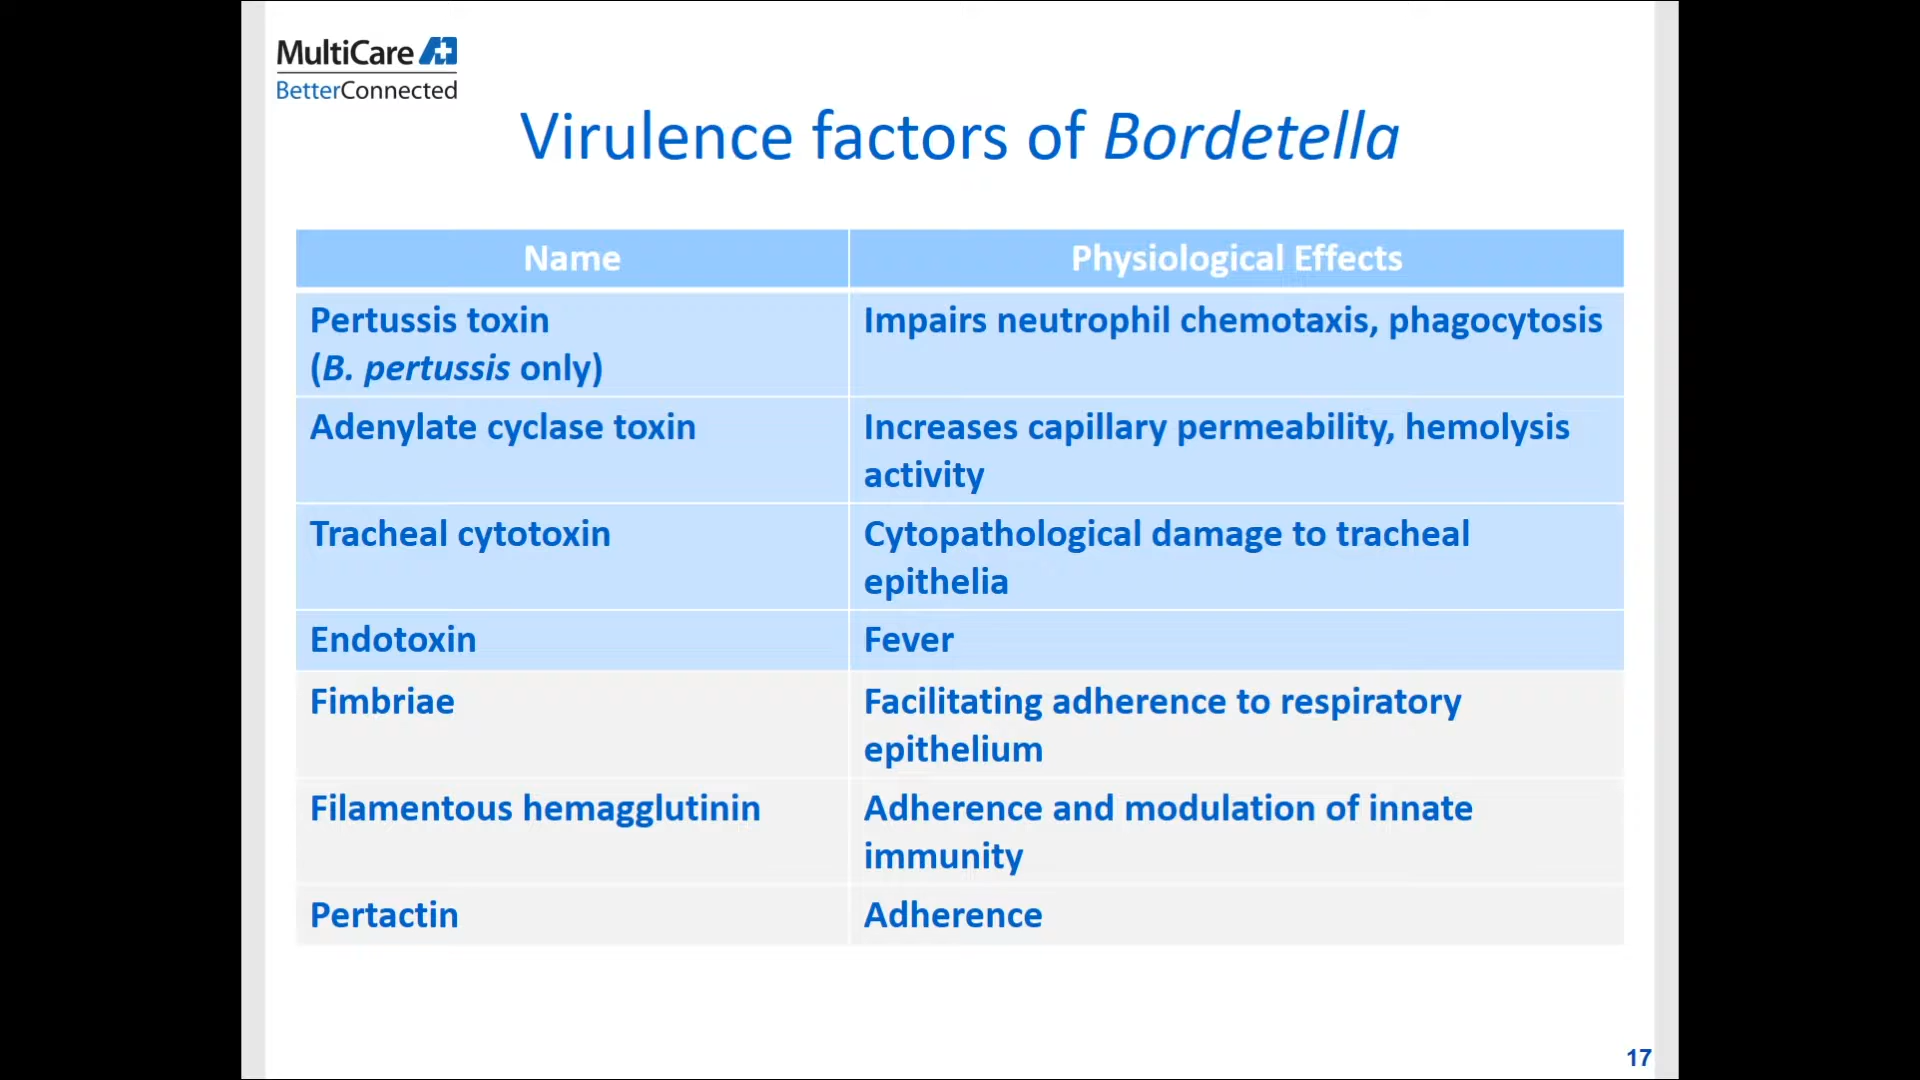 MultiCare
BetterConnected
Virulence factors of Bordetella
Name
Physiological Effects
Pertussis toxin
(B. pertussis only)
Impairs neutrophil chemotaxis, phagocytosis
Adenylate cyclase toxin
Increases capillary permeability, hemolysis
activity
Tracheal cytotoxin
Cytopathological damage to tracheal
epithelia
Endotoxin
Fever
Fimbriae
Facilitating adherence to respiratory
epithelium
Filamentous hemagglutinin
Adherence and modulation of innate
immunity
Pertactin
Adherence
17